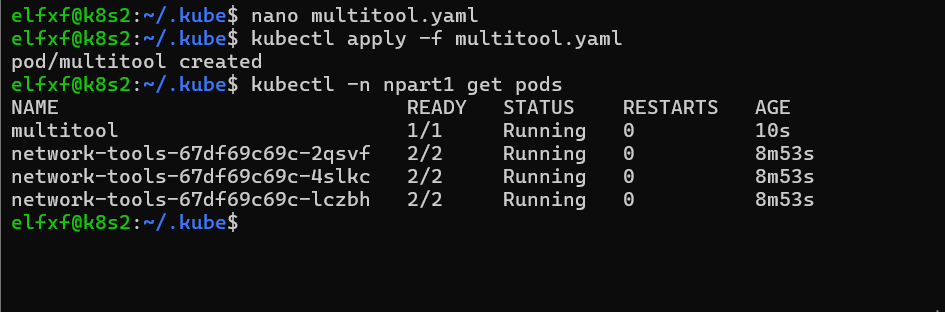 elfxf@k8s2:~/.kube$ nano multitool.yaml
elfxf@k8s2:~/.kube$ kubectl apply -f multitool.yaml
pod/multitool created
elfxf@k8s2:~/.kube$ kubectl -n npart1 get pods
NAME                             READY   STATUS    RESTARTS   AGE
multitool                        1/1     Running   0          10s
network-tools-67df69c69c-2qsvf   2/2     Running   0          8m53s
network-tools-67df69c69c-4slkc   2/2     Running   0          8m53s
network-tools-67df69c69c-lczbh   2/2     Running   0          8m53s
elfxf@k8s2:~/.kube$